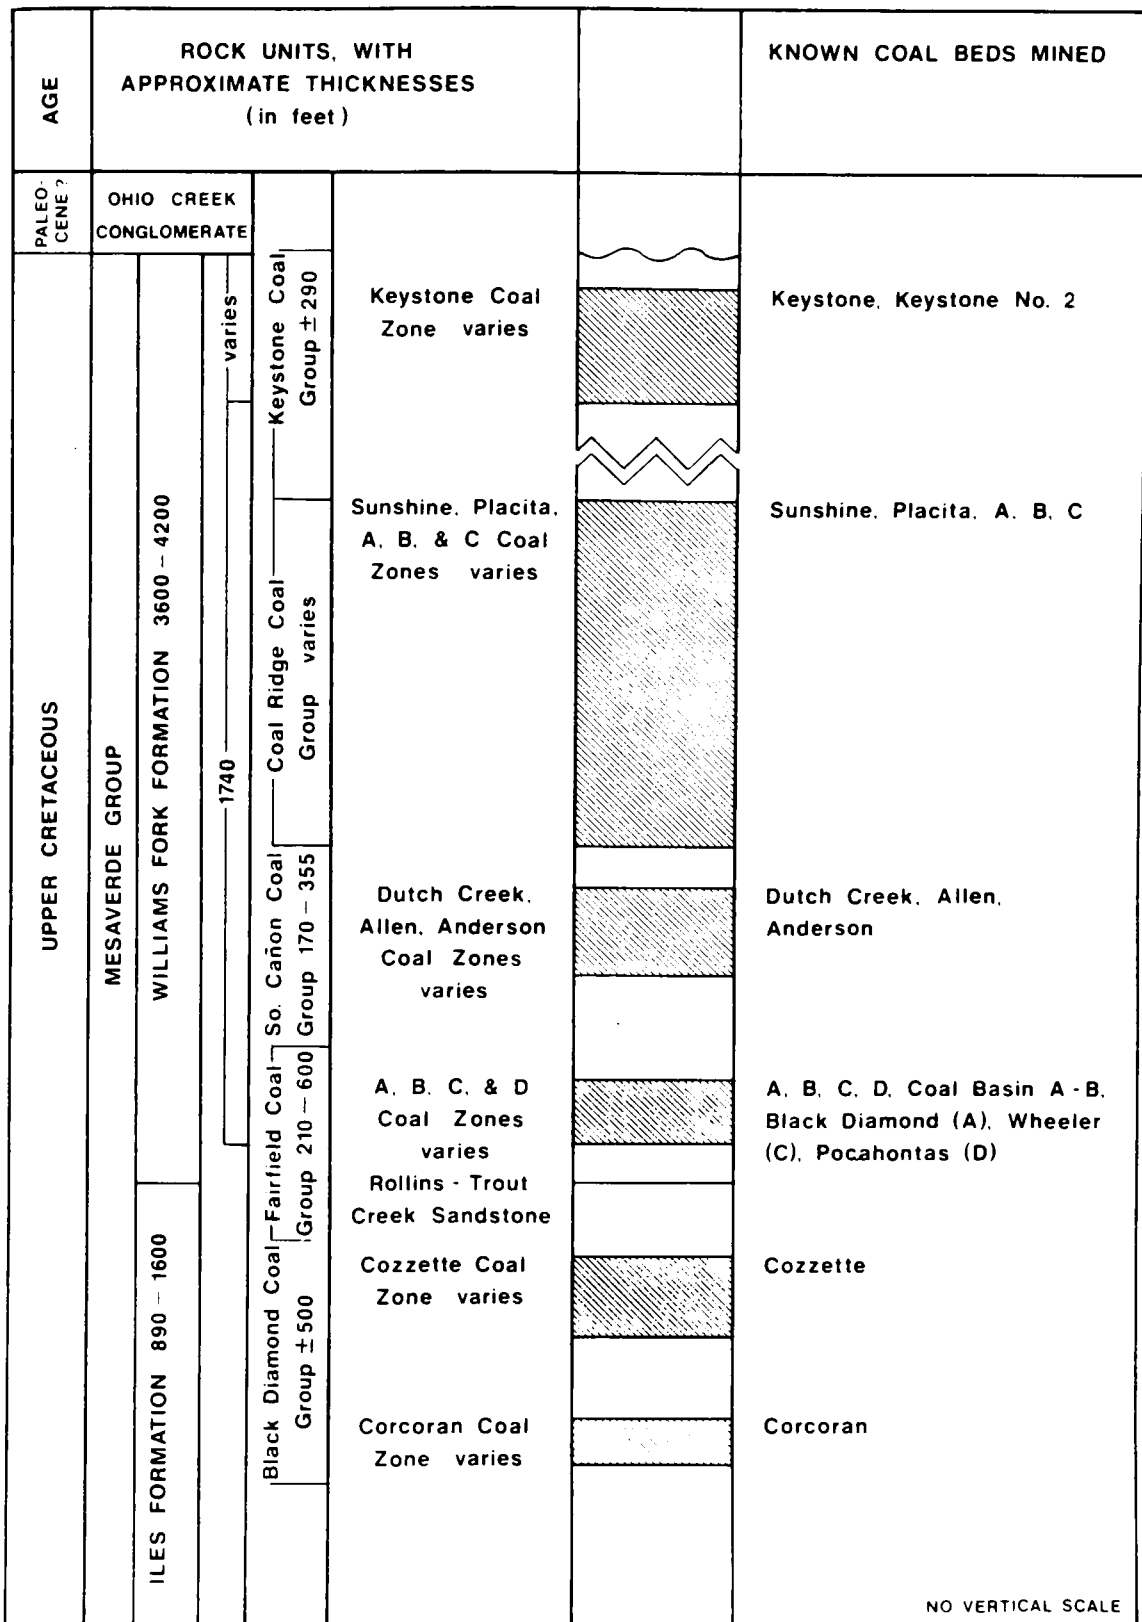 AGE
ROCK UNITS, WITH
APPROXIMATE THICKNESSES
(in feet)
KNOWN COAL BEDS MINED
PALEO-
CENE?
OHIO CREEK
CONGLOMERATE
UPPER CRETACEOUS
MESAVERDE GROUP
WILLIAMS FORK FORMATION 3600-4200
ILES FORMATION 890-1600
varies
1740
Keystone Coal
Group ±290
Coal Ridge Coal
Group varies
So. Cañon Coal
Group 170-355
Fairfield Coal
Group 210-600
Black Diamond Coal
Group ±500
Keystone Coal
Zone varies
Keystone, Keystone No. 2
Sunshine, Placita,
A, B, & C Coal
Zones varies
Sunshine, Placita, A. B, C
Dutch Creek,
Allen, Anderson
Coal Zones
varies
Dutch Creek, Allen,
Anderson
A, B, C, & D
Coal Zones
varies
A, B, C, D, Coal Basin A-B,
Black Diamond (A), Wheeler
(C), Pocahontas (D)
Rollins - Trout
Creek Sandstone
Cozzette Coal
Zone varies
Cozzette
Corcoran Coal
Zone varies
Corcoran
NO VERTICAL SCALE